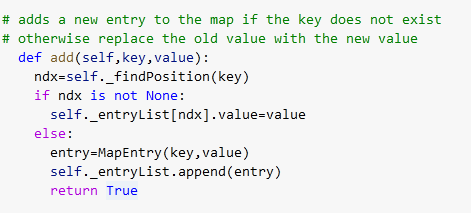 # adds a new entry to the map if the key does not exist
# otherwise replace the old value with the new value
  def add(self,key,value):
    ndx=self._findPosition(key)
    if ndx is not None:
      self._entryList[ndx].value=value
    else:
      entry=MapEntry(key,value)
      self._entryList.append(entry)
      return True